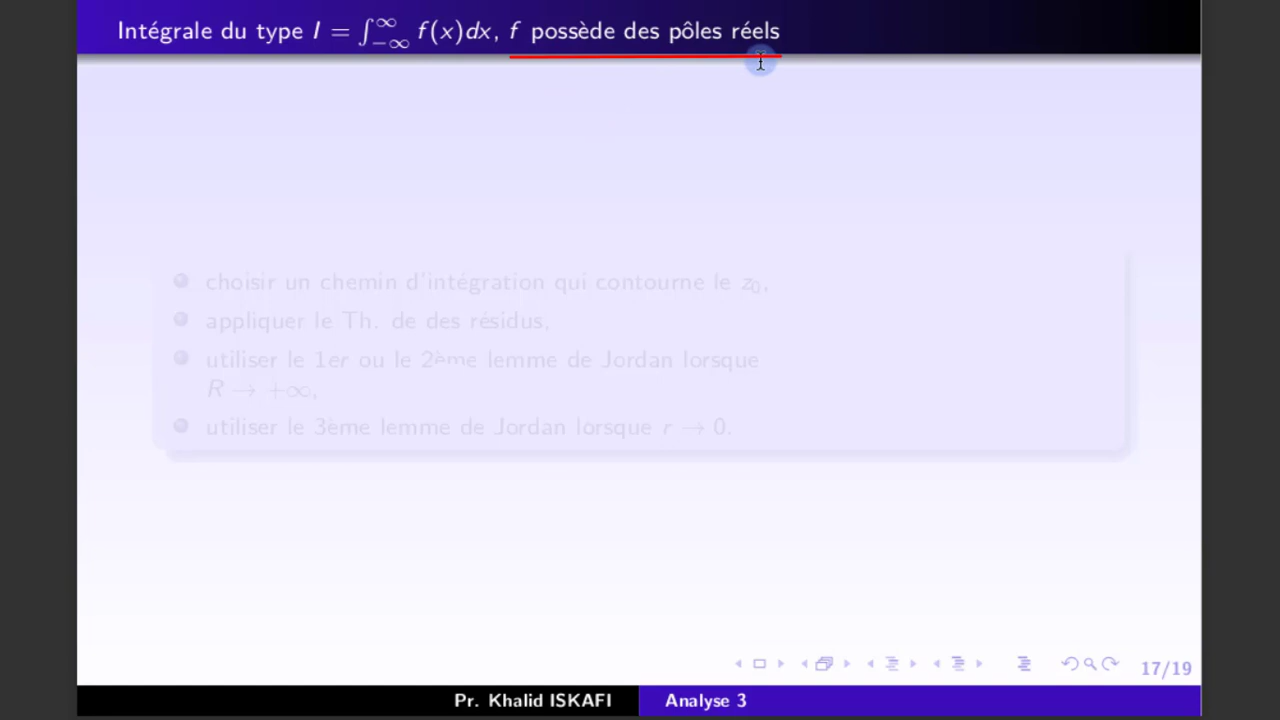 Intégrale du type I = ∫_{-∞}^{∞} f(x)dx, f possède des pôles réels
choisir un chemin d'intégration qui contourne le z₀,
appliquer le Th. de des résidus,
utiliser le 1er ou le 2ème lemme de Jordan lorsque
R → +∞,
utiliser le 3ème lemme de Jordan lorsque r → 0.
17/19
Pr. Khalid ISKAFI Analyse 3